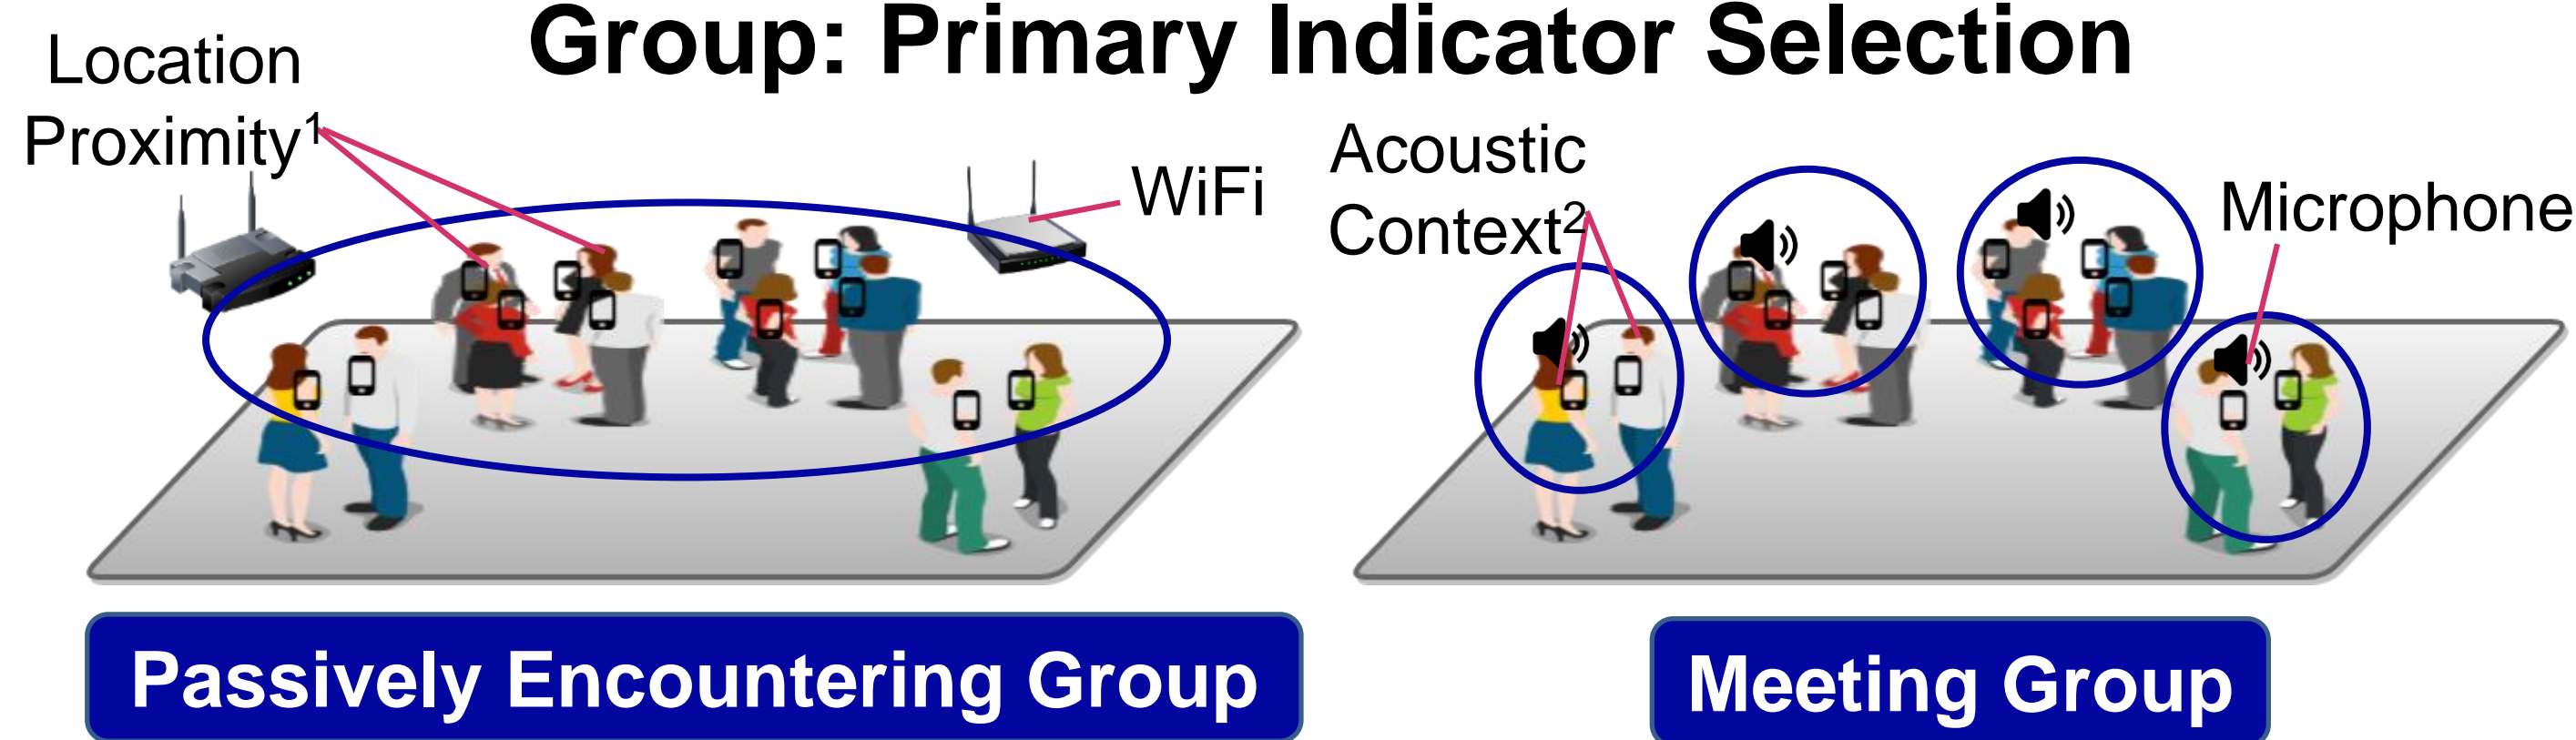 Group: Primary Indicator Selection
Location
Proximity¹
WiFi
Acoustic
Context²
Microphone
Passively Encountering Group
Meeting Group